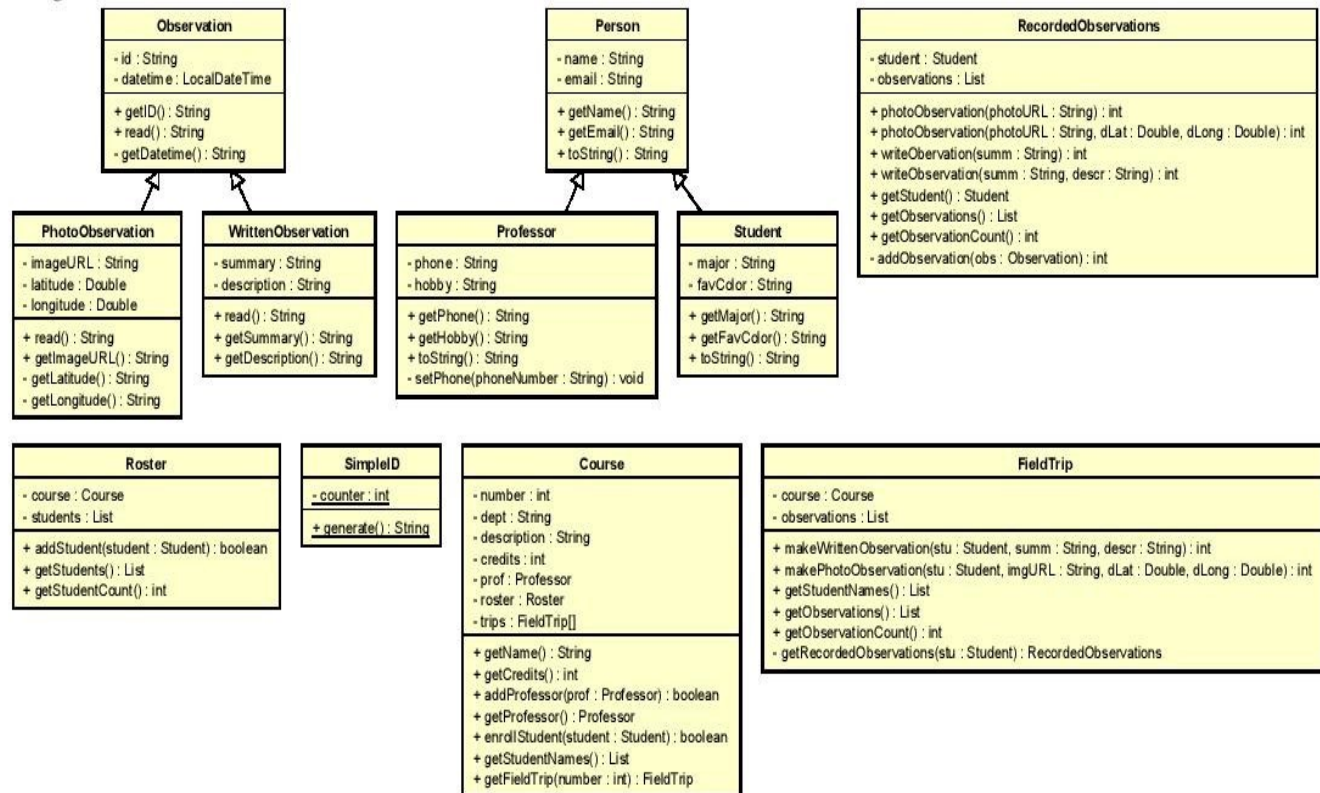 Observation
- id : String
- datetime : LocalDateTime
+ getID() : String
+ read() : String
- getDatetime() : String
Person
- name : String
- email : String
+ getName() : String
+ getEmail() : String
+ toString() : String
RecordedObservations
- student : Student
- observations : List
+ photoObservation(photoURL : String) : int
+ photoObservation(photoURL : String, dLat : Double, dLong : Double) : int
+ writeObervation(summ : String) : int
+ writeObservation(summ : String, descr : String) : int
+ getStudent() : Student
+ getObservations() : List
+ getObservationCount() : int
- addObservation(obs : Observation) : int
PhotoObservation
- imageURL : String
- latitude : Double
- longitude : Double
+ read() : String
+ getImageURL() : String
- getLatitude() : String
- getLongitude() : String
WrittenObservation
- summary : String
- description : String
+ read() : String
+ getSummary() : String
+ getDescription() : String
Professor
- phone : String
- hobby : String
+ getPhone() : String
+ getHobby() : String
+ toString() : String
- setPhone(phoneNumber : String) : void
Student
- major : String
- favColor : String
+ getMajor() : String
+ getFavColor() : String
+ toString() : String
Roster
- course : Course
- students : List
+ addStudent(student : Student) : boolean
+ getStudents() : List
+ getStudentCount() : int
SimpleID
- counter : int
+ generate() : String
Course
- number : int
- dept : String
- description : String
- credits : int
- prof : Professor
- roster : Roster
- trips : FieldTrip[]
+ getName() : String
+ getCredits() : int
+ addProfessor(prof : Professor) : boolean
+ getProfessor() : Professor
+ enrollStudent(student : Student) : boolean
+ getStudentNames() : List
+ getFieldTrip(number : int) : FieldTrip
FieldTrip
- course : Course
- observations : List
+ makeWrittenObservation(stu : Student, summ : String, descr : String) : int
+ makePhotoObservation(stu : Student, imgURL : String, dLat : Double, dLong : Double) : int
+ getStudentNames() : List
+ getObservations() : List
+ getObservationCount() : int
- getRecordedObservations(stu : Student) : RecordedObservations